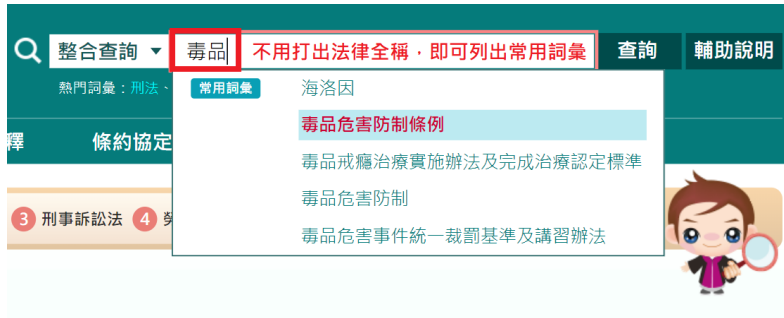 整合查詢 ▼ 毒品 不用打出法律全稱，即可列出常用詞彙 查詢 輔助說明
熱門詞彙：刑法、
常用詞彙 海洛因
毒品危害防制條例
釋 條約協定
毒品戒癮治療實施辦法及完成治療認定標準
毒品危害防制
3 刑事訴訟法 4
毒品危害事件統一裁罰基準及講習辦法